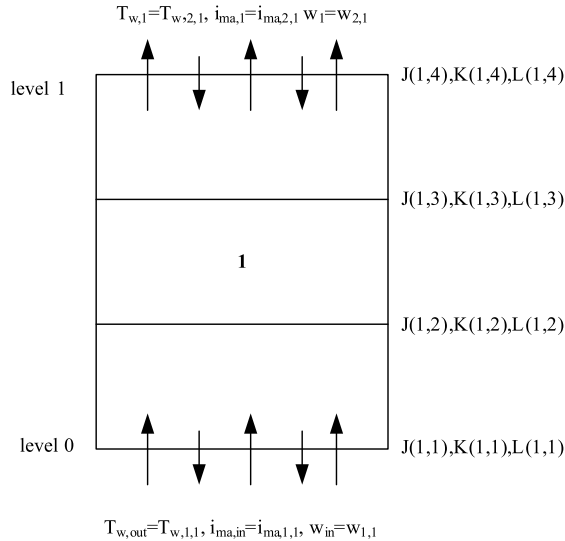 T_w,1=T_w,2,1, i_ma,1=i_ma,2,1 w_1=w_2,1
level 1
J(1,4),K(1,4),L(1,4)
J(1,3),K(1,3),L(1,3)
1
J(1,2),K(1,2),L(1,2)
level 0
J(1,1),K(1,1),L(1,1)
T_w,out=T_w,1,1, i_ma,in=i_ma,1,1, w_in=w_1,1